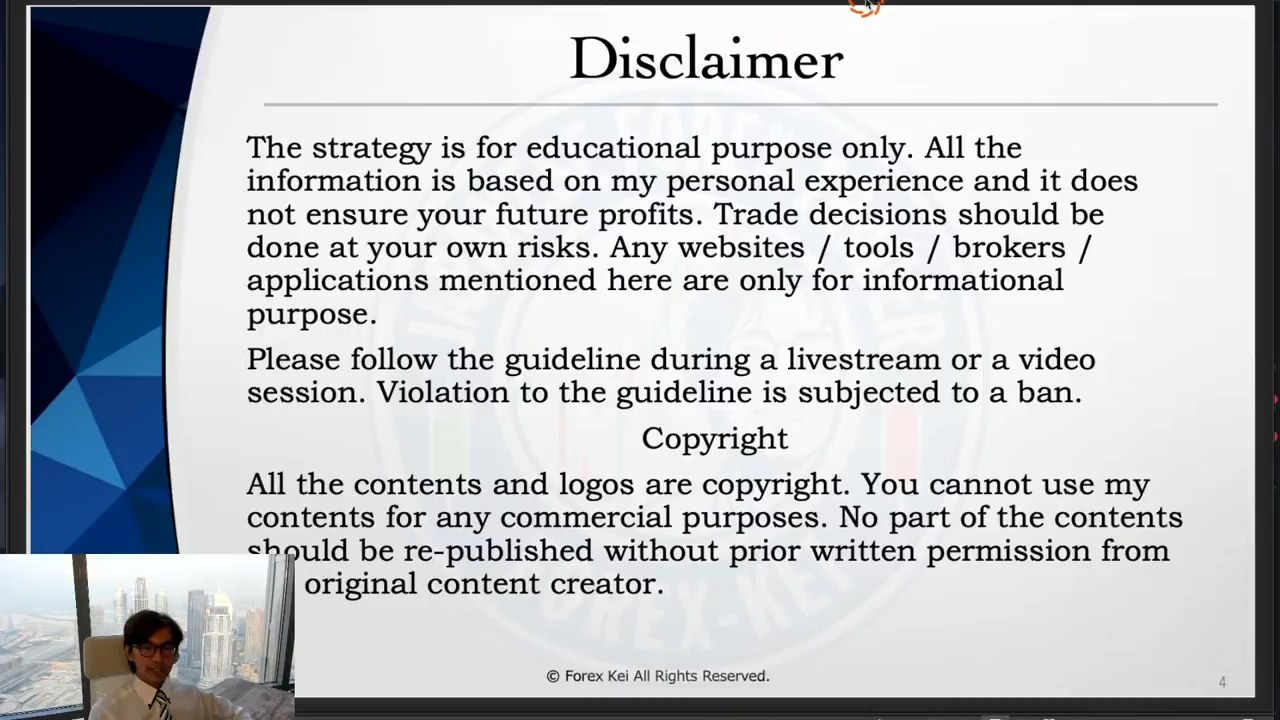 Disclaimer
The strategy is for educational purpose only. All the
information is based on my personal experience and it does
not ensure your future profits. Trade decisions should be
done at your own risks. Any websites / tools / brokers /
applications mentioned here are only for informational
purpose.
Please follow the guideline during a livestream or a video
session. Violation to the guideline is subjected to a ban.
Copyright
All the contents and logos are copyright. You cannot use my
contents for any commercial purposes. No part of the contents
should be re-published without prior written permission from
original content creator.
© Forex Kei All Rights Reserved.
4